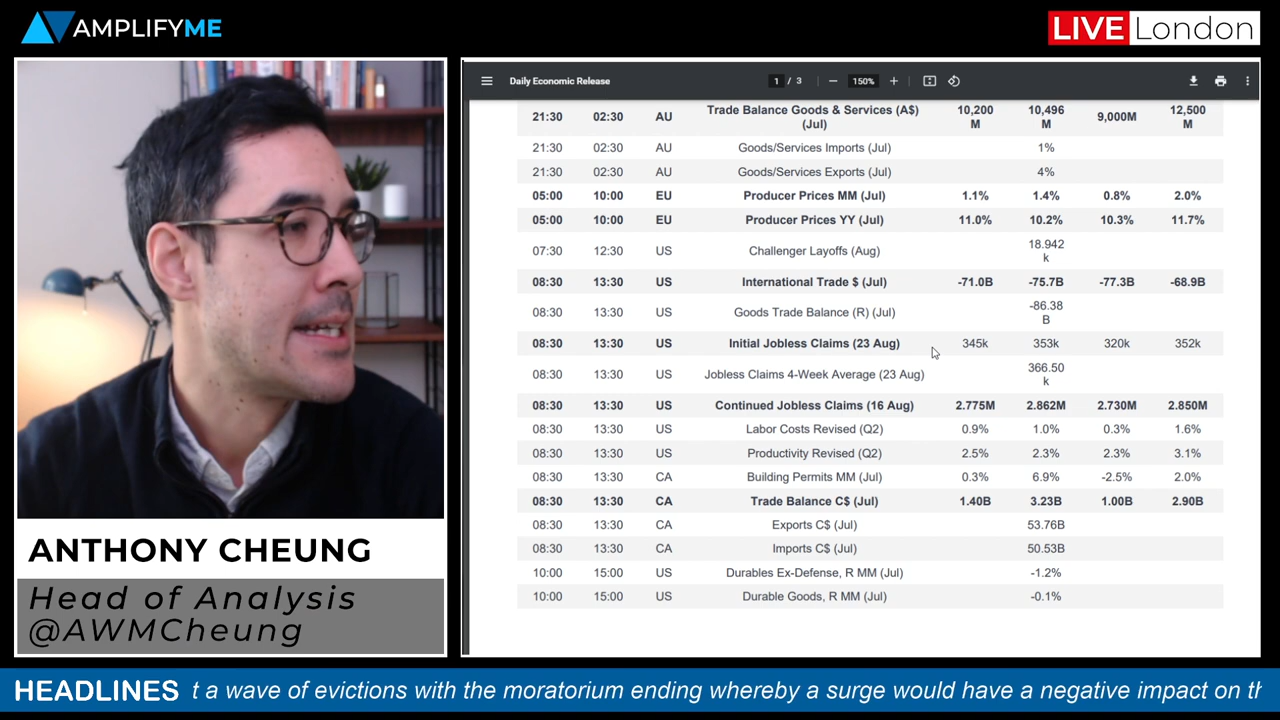 AMPLIFYME
LIVE London
Daily Economic Release 1 / 3 150%
21:30 02:30 AU Trade Balance Goods & Services (A$) (Jul) 10,200 M 10,496 M 9,000M 12,500 M
21:30 02:30 AU Goods/Services Imports (Jul) 1%
21:30 02:30 AU Goods/Services Exports (Jul) 4%
05:00 10:00 EU Producer Prices MM (Jul) 1.1% 1.4% 0.8% 2.0%
05:00 10:00 EU Producer Prices YY (Jul) 11.0% 10.2% 10.3% 11.7%
07:30 12:30 US Challenger Layoffs (Aug) 18.942 k
08:30 13:30 US International Trade $ (Jul) -71.0B -75.7B -77.3B -68.9B
08:30 13:30 US Goods Trade Balance (R) (Jul) -86.38 B
08:30 13:30 US Initial Jobless Claims (23 Aug) 345k 353k 320k 352k
08:30 13:30 US Jobless Claims 4-Week Average (23 Aug) 366.50 k
08:30 13:30 US Continued Jobless Claims (16 Aug) 2.775M 2.862M 2.730M 2.850M
08:30 13:30 US Labor Costs Revised (Q2) 0.9% 1.0% 0.3% 1.6%
08:30 13:30 US Productivity Revised (Q2) 2.5% 2.3% 2.3% 3.1%
08:30 13:30 CA Building Permits MM (Jul) 0.3% 6.9% -2.5% 2.0%
08:30 13:30 CA Trade Balance C$ (Jul) 1.40B 3.23B 1.00B 2.90B
08:30 13:30 CA Exports C$ (Jul) 53.76B
08:30 13:30 CA Imports C$ (Jul) 50.53B
10:00 15:00 US Durables Ex-Defense, R MM (Jul) -1.2%
10:00 15:00 US Durable Goods, R MM (Jul) -0.1%
ANTHONY CHEUNG
Head of Analysis
@AWMCheung
HEADLINES t a wave of evictions with the moratorium ending whereby a surge would have a negative impact on th